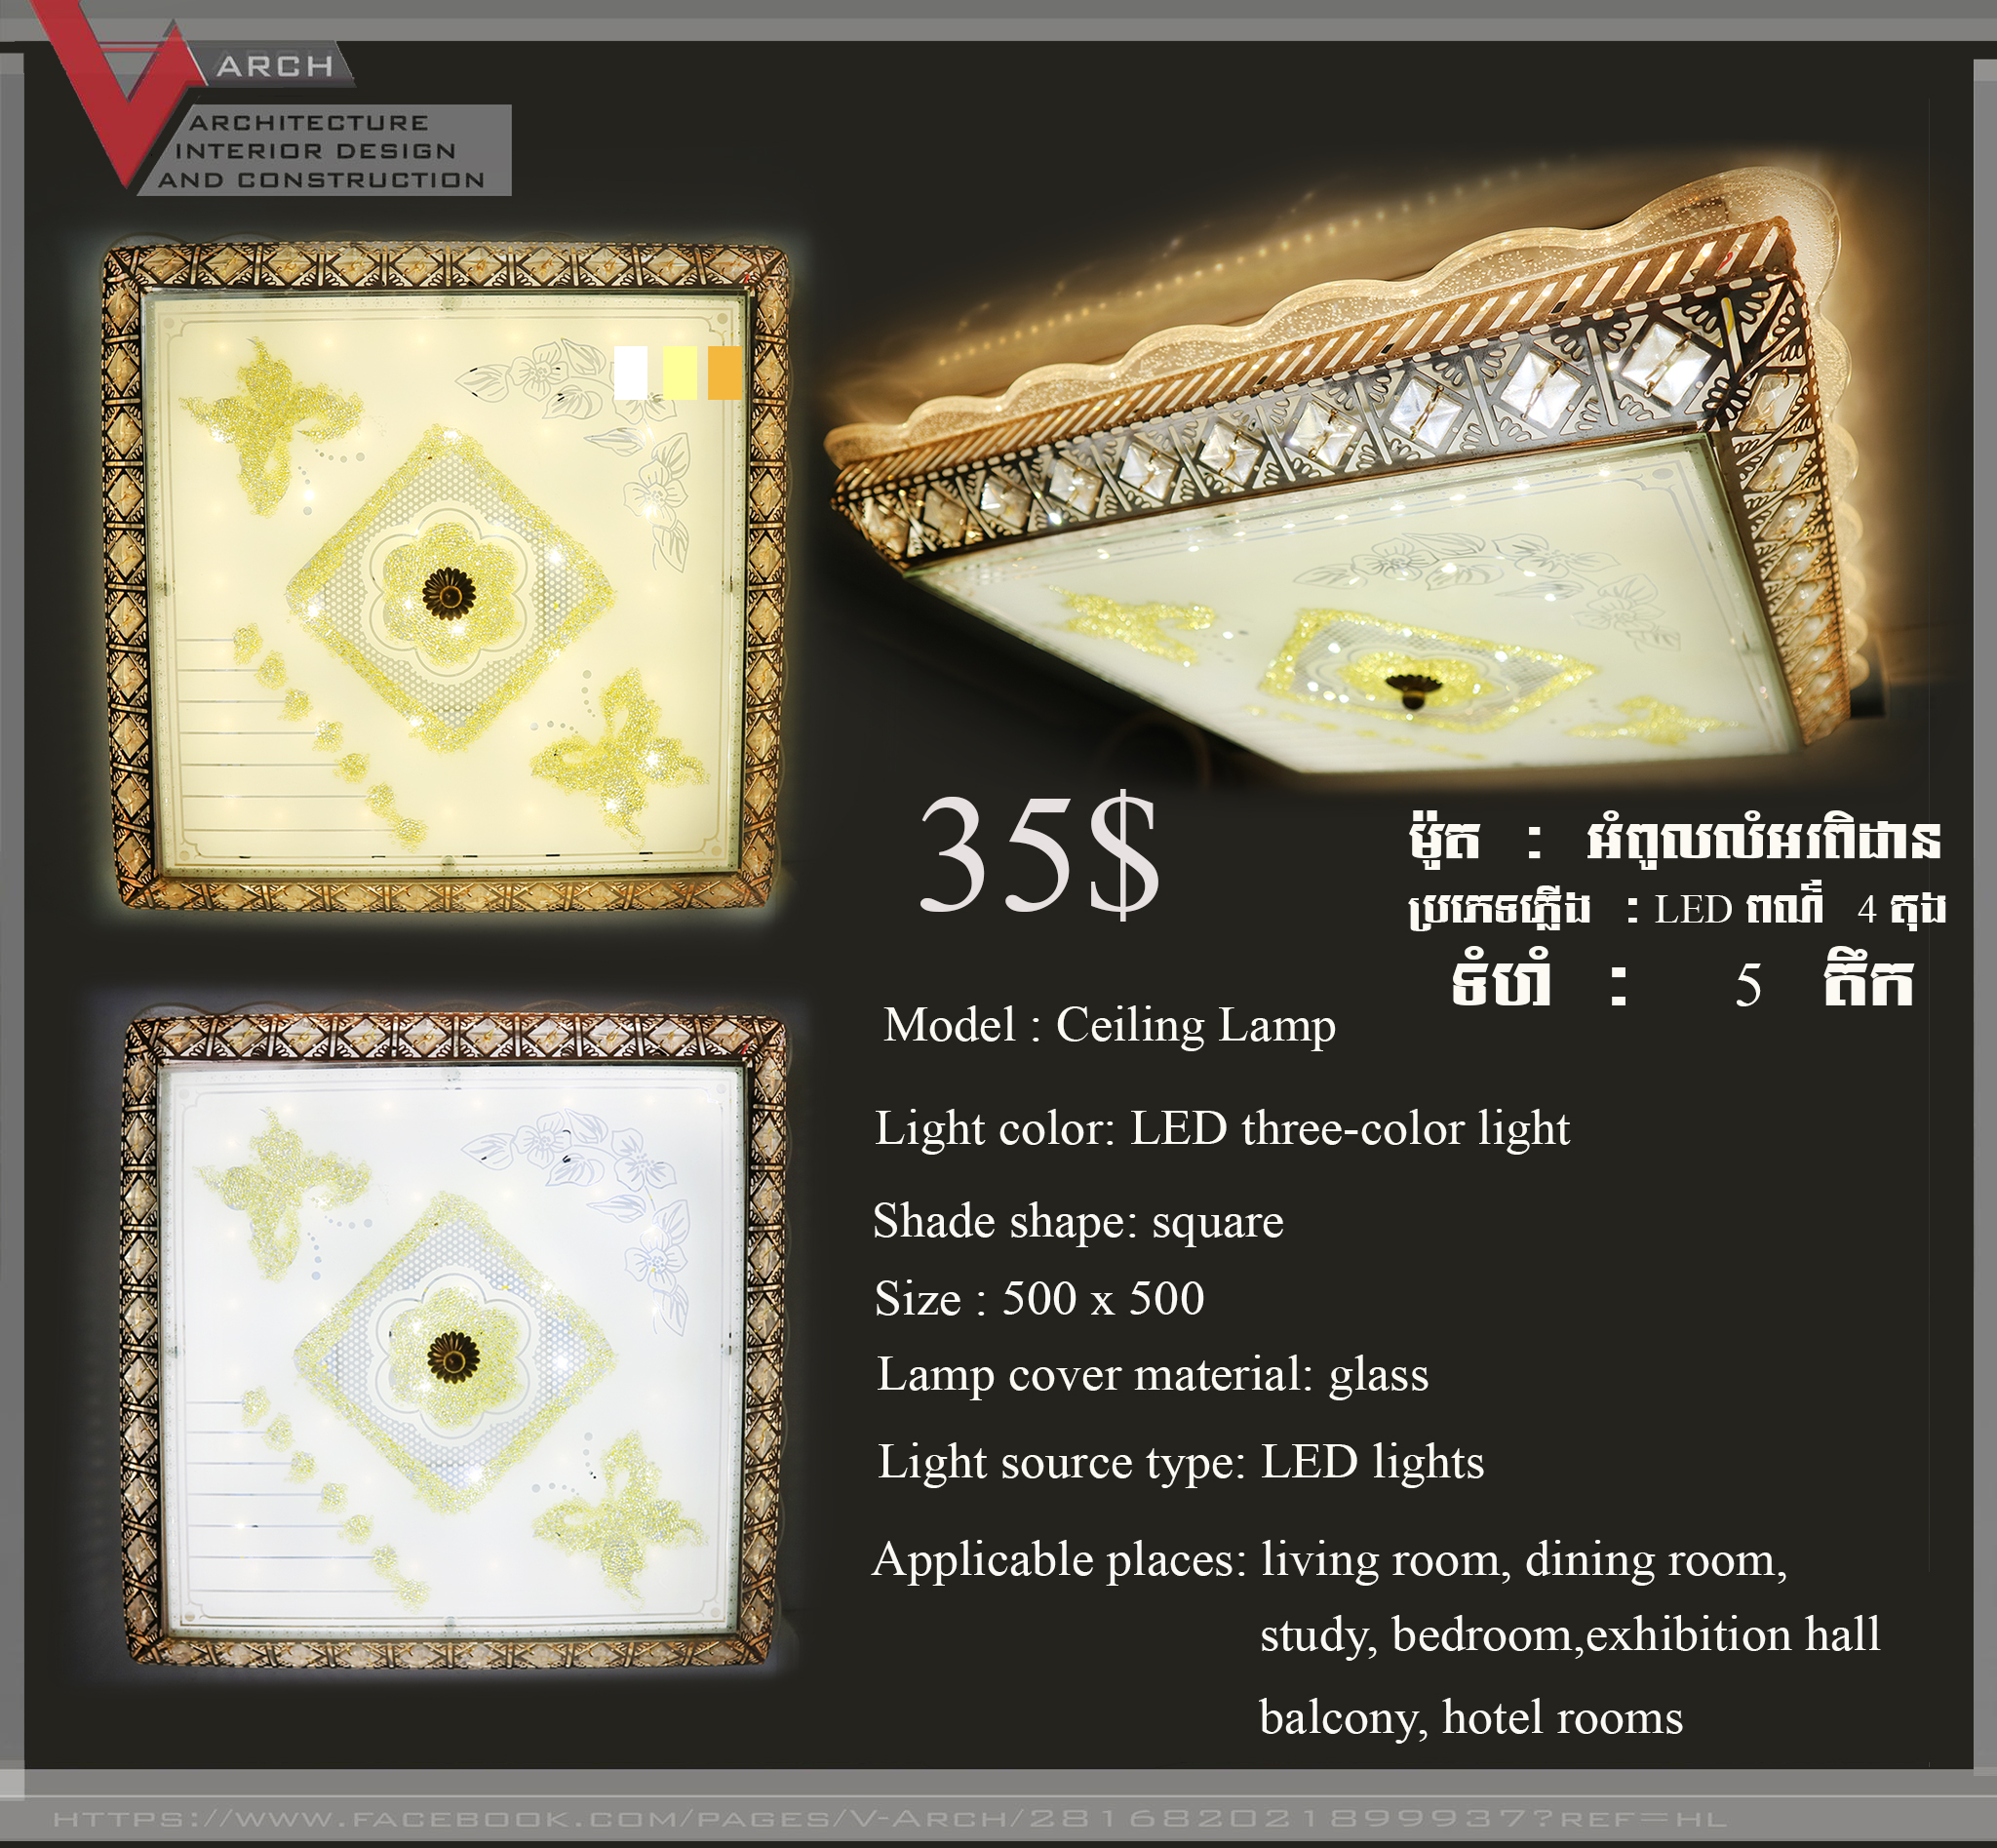 ARCH
ARCHITECTURE
INTERIOR DESIGN
AND CONSTRUCTION
35$
ម៉ូត : អំពូលលំអរពិដាន
ប្រភេទភ្លើង : LED ពណ៌ 4 តុង
ទំហំ : 5 តឹក
Model : Ceiling Lamp
Light color: LED three-color light
Shade shape: square
Size : 500 x 500
Lamp cover material: glass
Light source type: LED lights
Applicable places: living room, dining room,
study, bedroom,exhibition hall
balcony, hotel rooms
HTTPS://WWW.FACEBOOK.COM/PAGES/V-ARCH/281682021899937?REF=HL